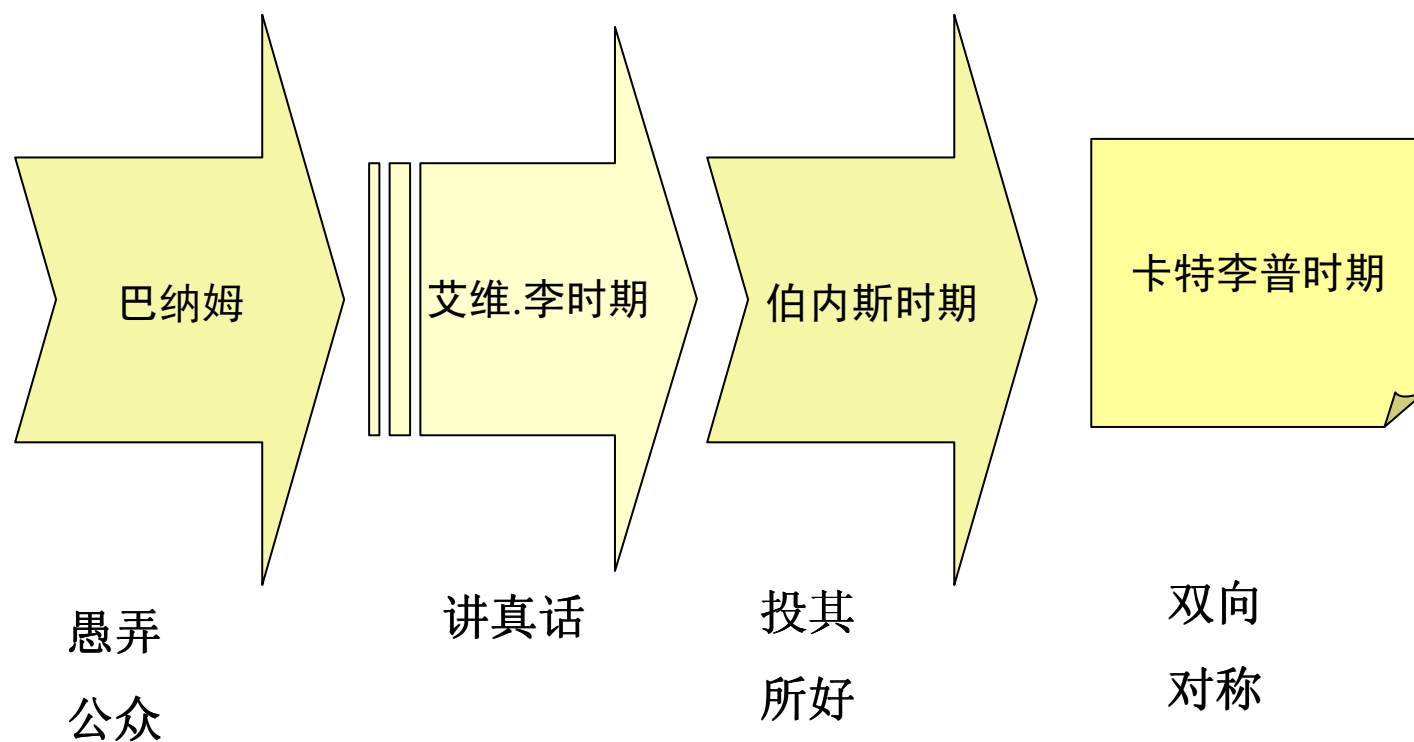 巴纳姆
艾维.李时期
伯内斯时期
卡特李普时期
愚弄
公众
讲真话
投其
所好
双向
对称